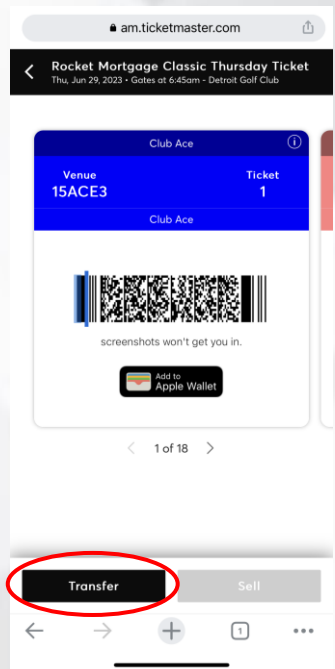 am.ticketmaster.com
Rocket Mortgage Classic Thursday Ticket
Thu, Jun 29, 2023 • Gates at 6:45am - Detroit Golf Club
Club Ace
Venue Ticket
15ACE3 1
Club Ace
screenshots won't get you in.
Add to
Apple Wallet
1 of 18
Transfer Sell
1